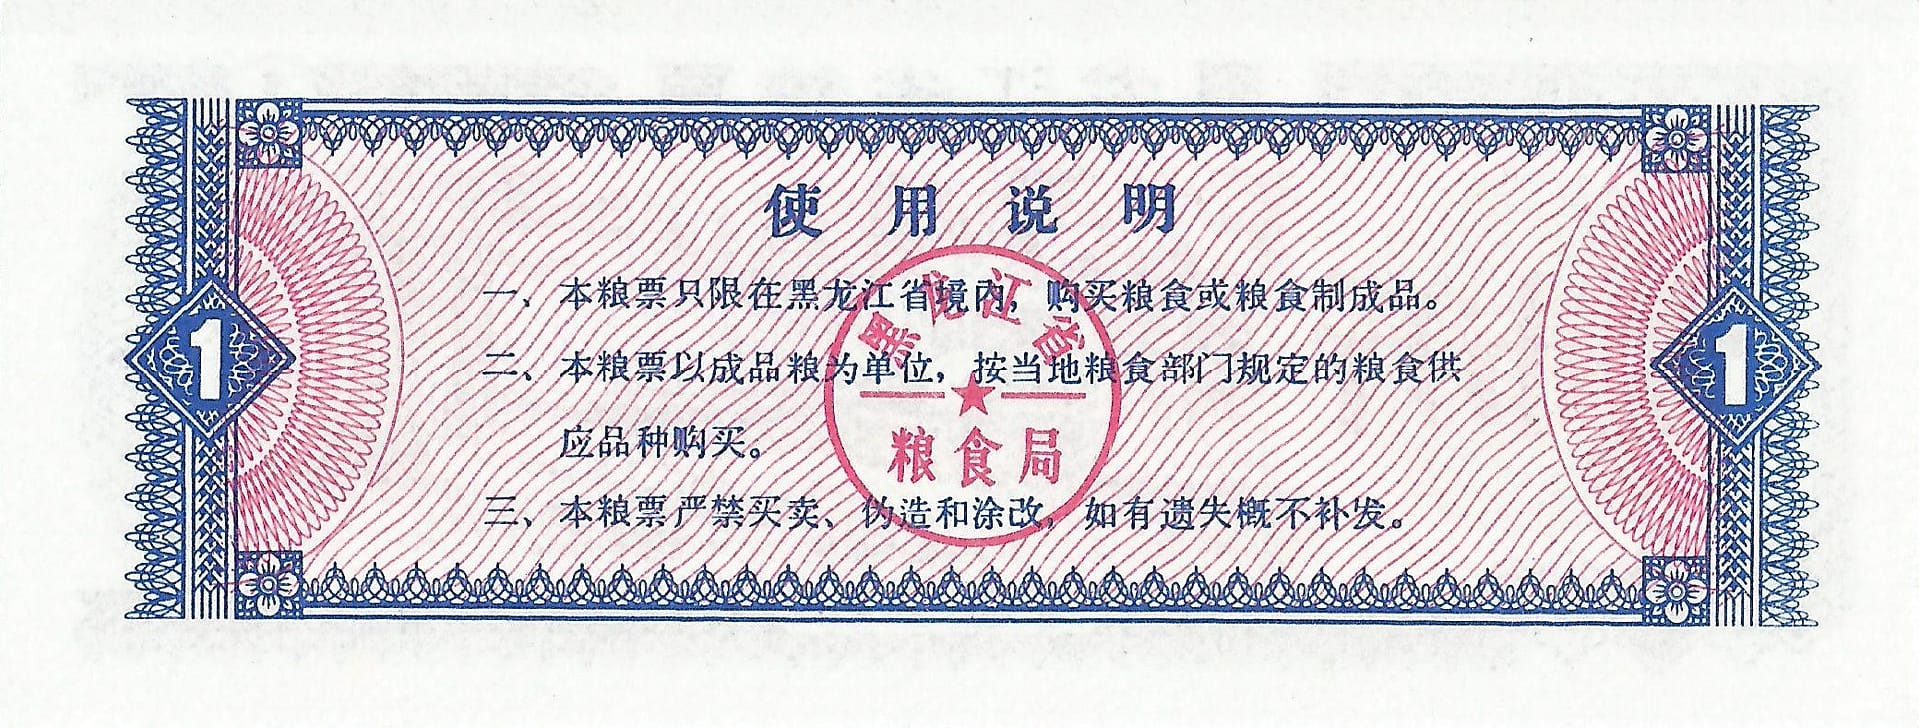 使用说明
一、本粮票只限在黑龙江省境内，购买粮食或粮食制成品。
二、本粮票以成品粮为单位，按当地粮食部门规定的粮食供
应品种购买。
三、本粮票严禁买卖、伪造和涂改，如有遗失概不补发。
黑龙江省
粮食局
1
1